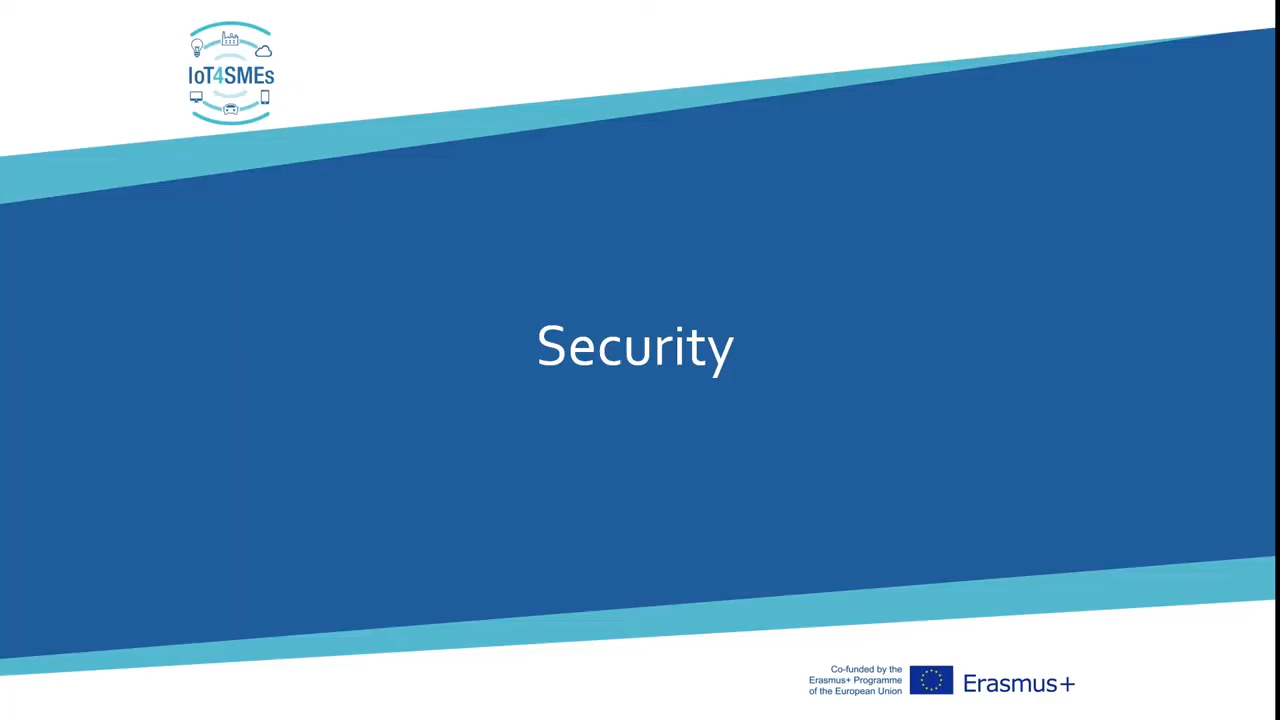 IoT4SMEs
Security
Co-funded by the
Erasmus+ Programme
of the European Union
Erasmus+